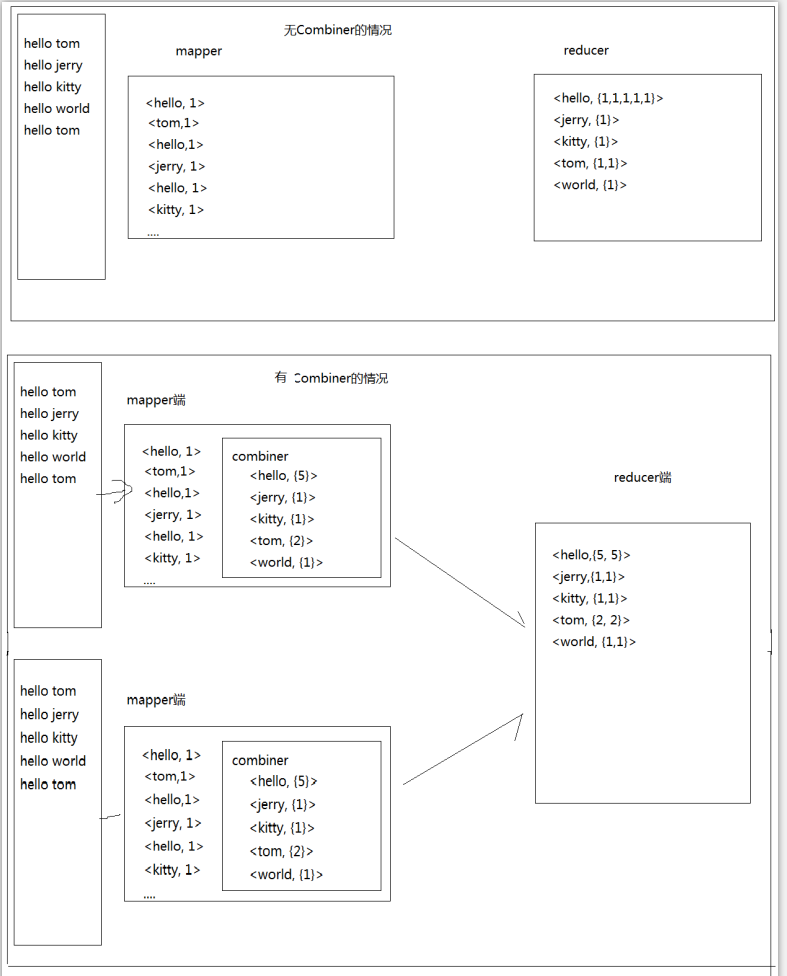 无Combiner的情况
hello tom
hello jerry
hello kitty
hello world
hello tom
mapper
<hello, 1>
<tom,1>
<hello,1>
<jerry, 1>
<hello, 1>
<kitty, 1>
....
reducer
<hello, {1,1,1,1,1}>
<jerry, {1}>
<kitty, {1}>
<tom, {1,1}>
<world, {1}>
有 Combiner的情况
hello tom
hello jerry
hello kitty
hello world
hello tom
mapper端
<hello, 1>
<tom,1>
<hello,1>
<jerry, 1>
<hello, 1>
<kitty, 1>
....
combiner
<hello, {5}>
<jerry, {1}>
<kitty, {1}>
<tom, {2}>
<world, {1}>
hello tom
hello jerry
hello kitty
hello world
hello tom
mapper端
<hello, 1>
<tom,1>
<hello,1>
<jerry, 1>
<hello, 1>
<kitty, 1>
....
combiner
<hello, {5}>
<jerry, {1}>
<kitty, {1}>
<tom, {2}>
<world, {1}>
reducer端
<hello,{5, 5}>
<jerry,{1,1}>
<kitty, {1,1}>
<tom, {2, 2}>
<world, {1,1}>